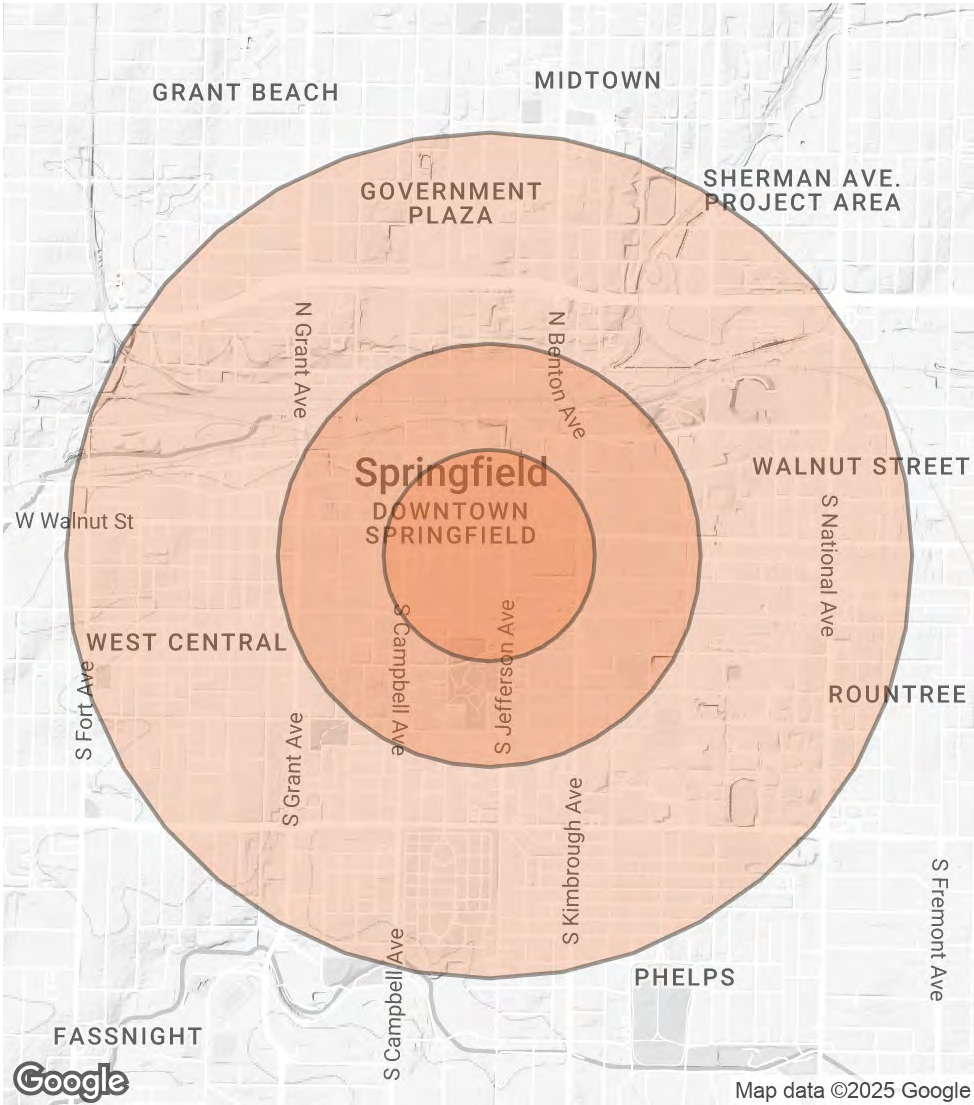 MIDTOWN
GRANT BEACH
SHERMAN AVE.
PROJECT AREA
GOVERNMENT
PLAZA
N Grant Ave
N Benton Ave
Springfield
WALNUT STREET
DOWNTOWN
SPRINGFIELD
W Walnut St
S National Ave
WEST CENTRAL
S Campbell Ave
S Jefferson Ave
S Fort Ave
ROUNTREE
S Grant Ave
S Kimbrough Ave
S Fremont Ave
S Campbell Ave
PHELPS
FASSNIGHT
Google
Map data ©2025 Google